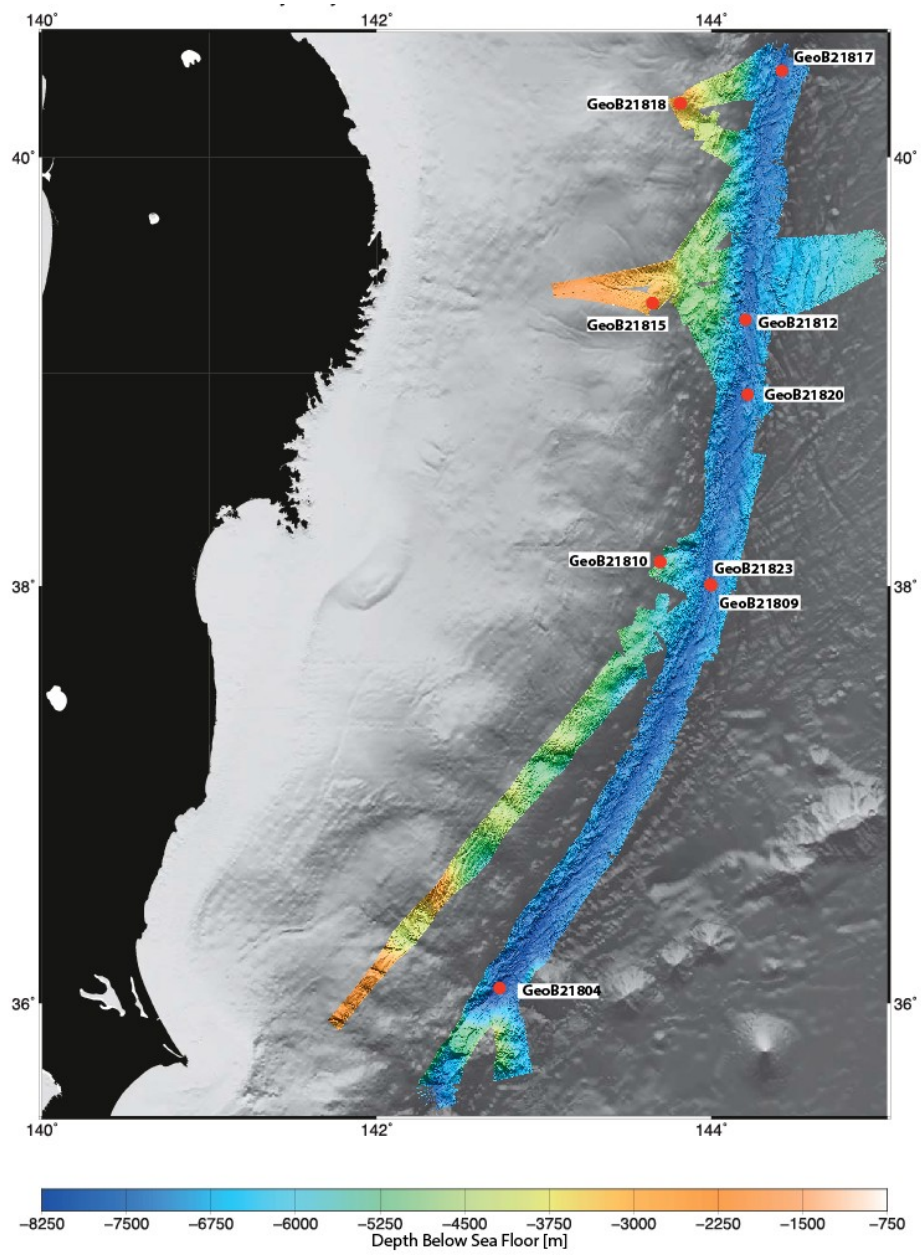 140° 142° 144°
GeoB21817
GeoB21818
40° 40°
GeoB21815
GeoB21812
GeoB21820
GeoB21810
GeoB21823
38° 38°
GeoB21809
36° 36°
GeoB21804
140° 142° 144°
−8250 −7500 −6750 −6000 −5250 −4500 −3750 −3000 −2250 −1500 −750
Depth Below Sea Floor [m]